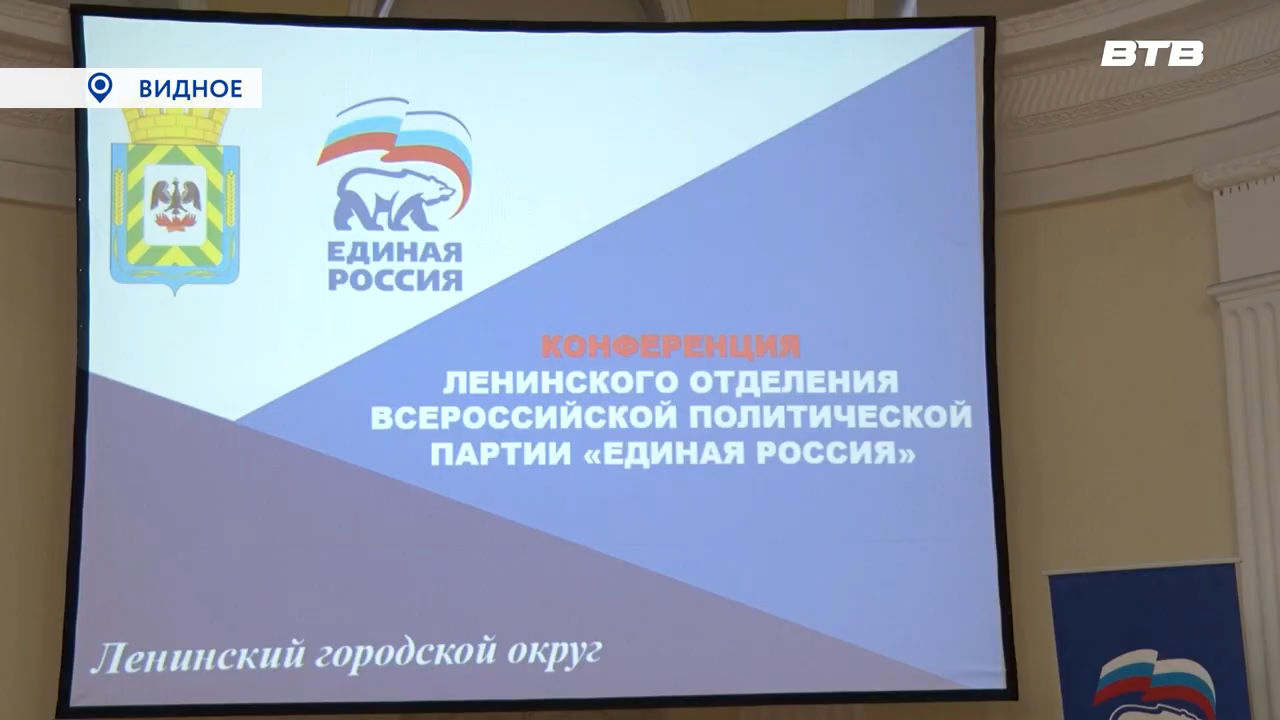 ВТВ
ВИДНОЕ
ЕДИНАЯ
РОССИЯ
КОНФЕРЕНЦИЯ
ЛЕНИНСКОГО ОТДЕЛЕНИЯ
ВСЕРОССИЙСКОЙ ПОЛИТИЧЕСКОЙ
ПАРТИИ «ЕДИНАЯ РОССИЯ»
Ленинский городской округ